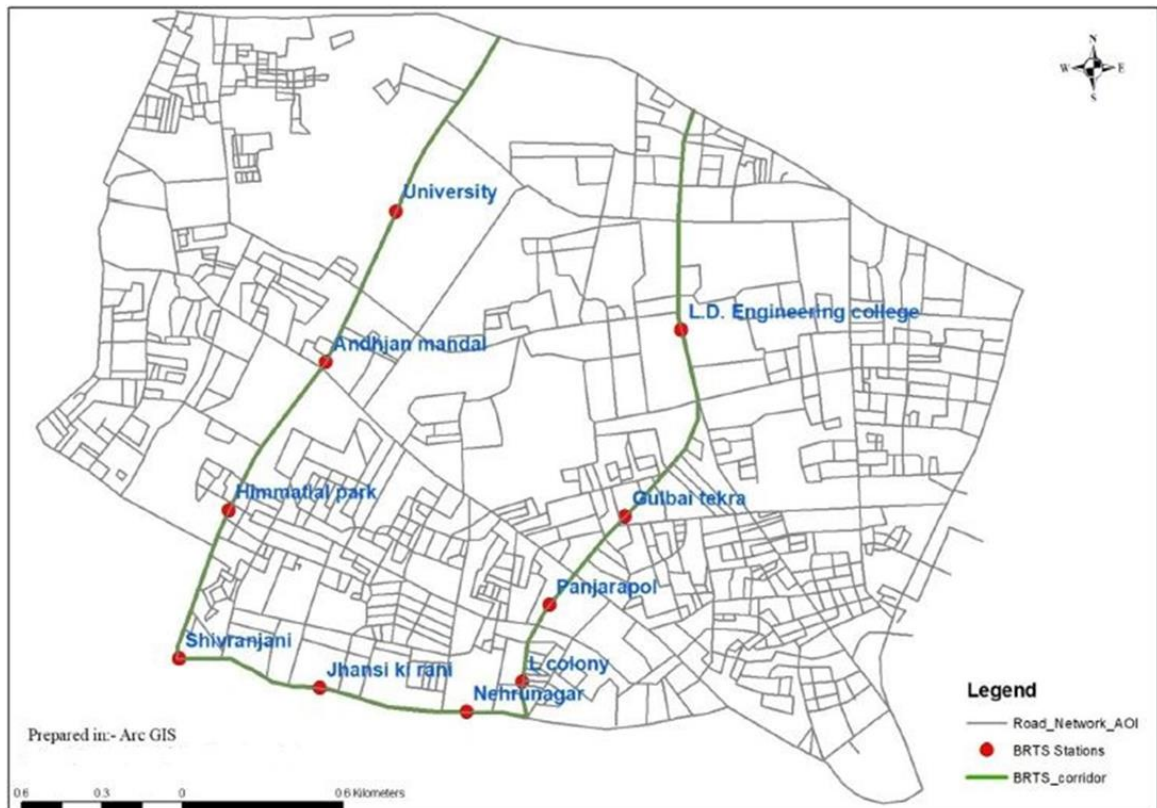 N
W E
S
University
L.D. Engineering college
Andhjan mandal
Himmatlal park
Gulbai tekra
Panjarapol
Shivranjani
Jhansi ki rani
L colony
Nehrunagar
Legend
Road_Network_AOI
BRTS Stations
BRTS_corridor
Prepared in:- Arc GIS
0.6 0.3 0 0.6 Kilometers